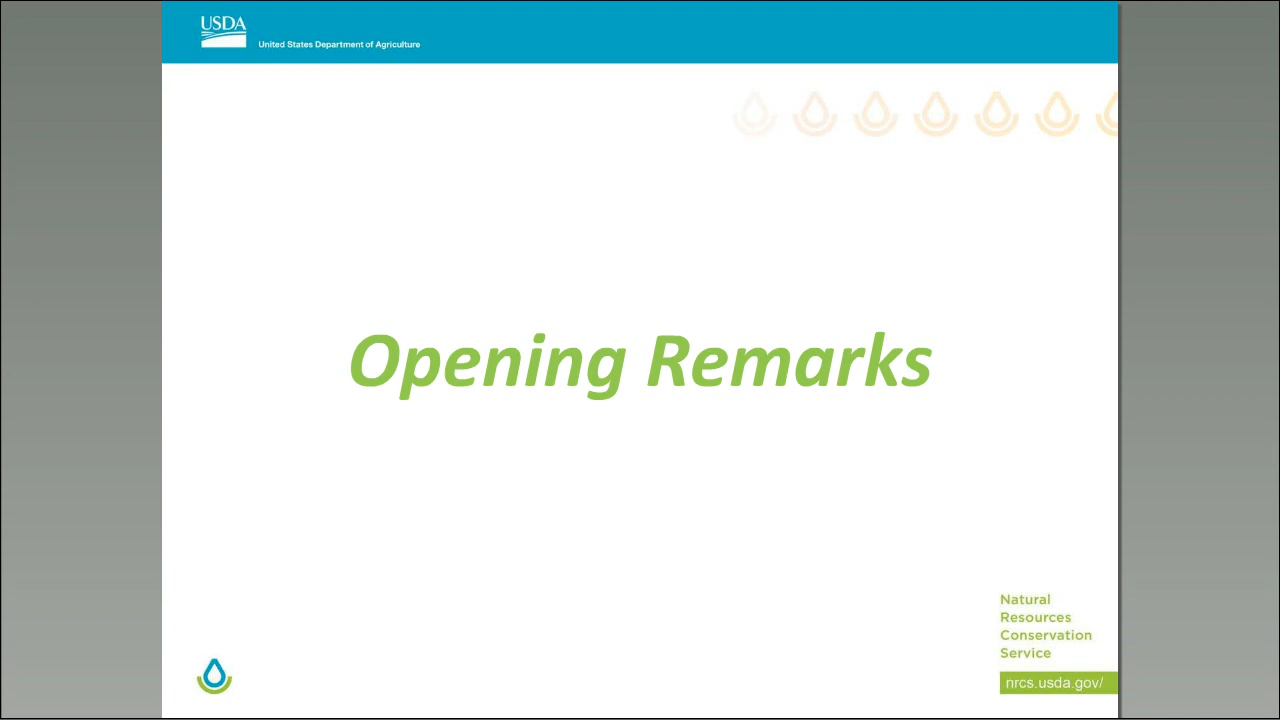 USDA
United States Department of Agriculture
Opening Remarks
Natural
Resources
Conservation
Service
nrcs.usda.gov/